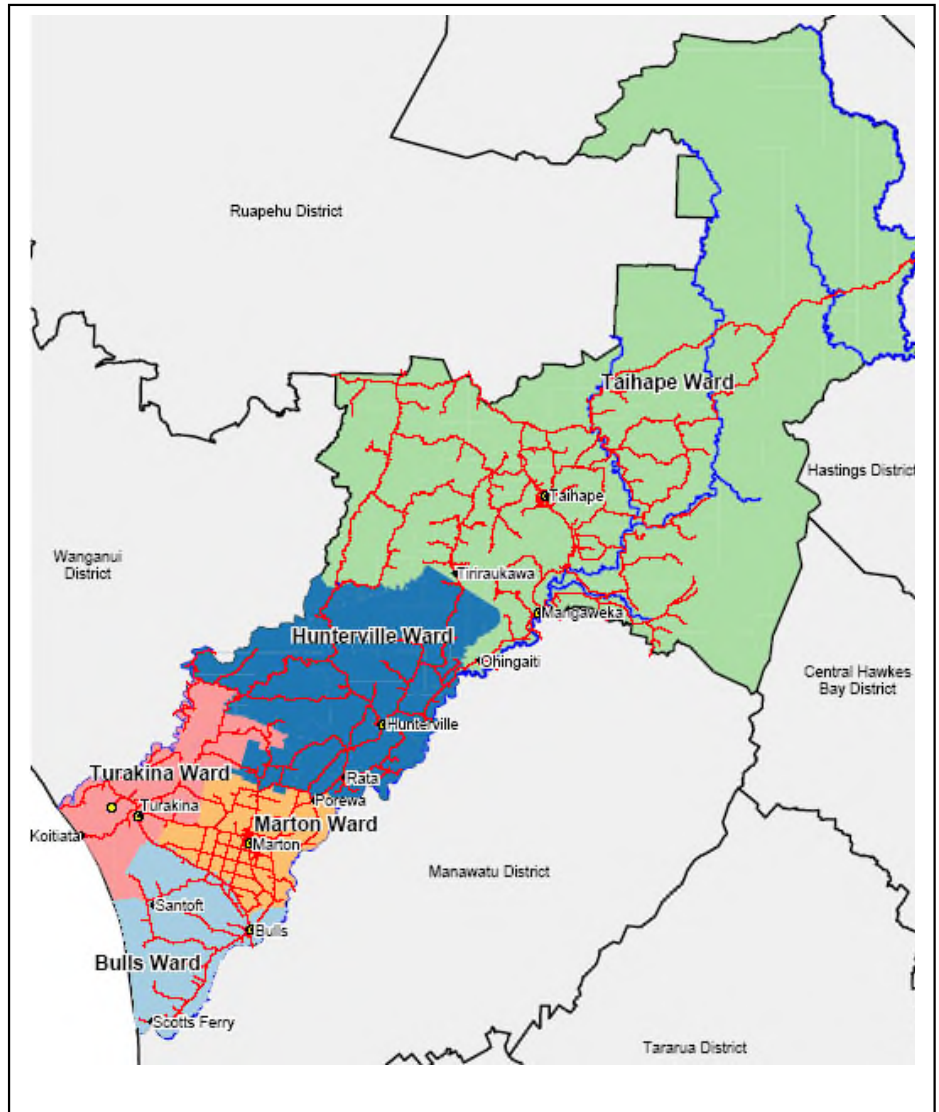 Ruapehu District
Taihape Ward
Hastings District
Taihape
Wanganui
District
Tiriraukawa
Mangaweka
Hunterville Ward
Ohingaiti
Central Hawkes
Bay District
Hunterville
Turakina Ward
Rata
Porewa
Turakina
Marton Ward
Koitiata
Marton
Manawatu District
Santoft
Bulls
Bulls Ward
Scotts Ferry
Tararua District